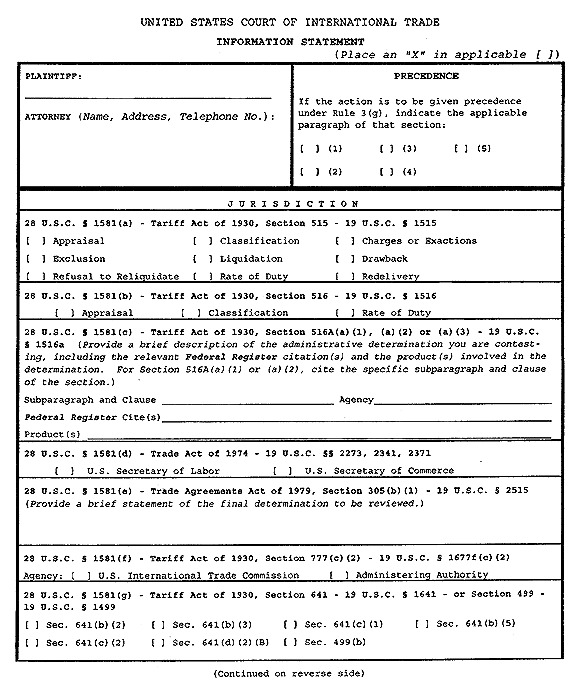 UNITED STATES COURT OF INTERNATIONAL TRADE
INFORMATION STATEMENT
(Place an "X" in applicable [ ])
PLAINTIFF:
ATTORNEY (Name, Address, Telephone No.):
PRECEDENCE
If the action is to be given precedence
under Rule 3(g), indicate the applicable
paragraph of that section:
[ ] (1) [ ] (3) [ ] (5)
[ ] (2) [ ] (4)
JURISDICTION
28 U.S.C. § 1581(a) - Tariff Act of 1930, Section 515 - 19 U.S.C. § 1515
[ ] Appraisal [ ] Classification [ ] Charges or Exactions
[ ] Exclusion [ ] Liquidation [ ] Drawback
[ ] Refusal to Reliquidate [ ] Rate of Duty [ ] Redelivery
28 U.S.C. § 1581(b) - Tariff Act of 1930, Section 516 - 19 U.S.C. § 1516
[ ] Appraisal [ ] Classification [ ] Rate of Duty
28 U.S.C. § 1581(c) - Tariff Act of 1930, Section 516A(a)(1), (a)(2) or (a)(3) - 19 U.S.C.
§ 1516a (Provide a brief description of the administrative determination you are contest-
ing, including the relevant Federal Register citation(s) and the product(s) involved in the
determination. For Section 516A(a)(1) or (a)(2), cite the specific subparagraph and clause
of the section.)
Subparagraph and Clause Agency
Federal Register Cite(s)
Product(s)
28 U.S.C. § 1581(d) - Trade Act of 1974 - 19 U.S.C. §§ 2273, 2341, 2371
[ ] U.S. Secretary of Labor [ ] U.S. Secretary of Commerce
28 U.S.C. § 1581(e) - Trade Agreements Act of 1979, Section 305(b)(1) - 19 U.S.C. § 2515
(Provide a brief statement of the final determination to be reviewed.)
28 U.S.C. § 1581(f) - Tariff Act of 1930, Section 777(c)(2) - 19 U.S.C. § 1677f(c)(2)
Agency: [ ] U.S. International Trade Commission [ ] Administering Authority
28 U.S.C. § 1581(g) - Tariff Act of 1930, Section 641 - 19 U.S.C. § 1641 - or Section 499 -
19 U.S.C. § 1499
[ ] Sec. 641(b)(2) [ ] Sec. 641(b)(3) [ ] Sec. 641(c)(1) [ ] Sec. 641(b)(5)
[ ] Sec. 641(c)(2) [ ] Sec. 641(d)(2)(B) [ ] Sec. 499(b)
(Continued on reverse side)